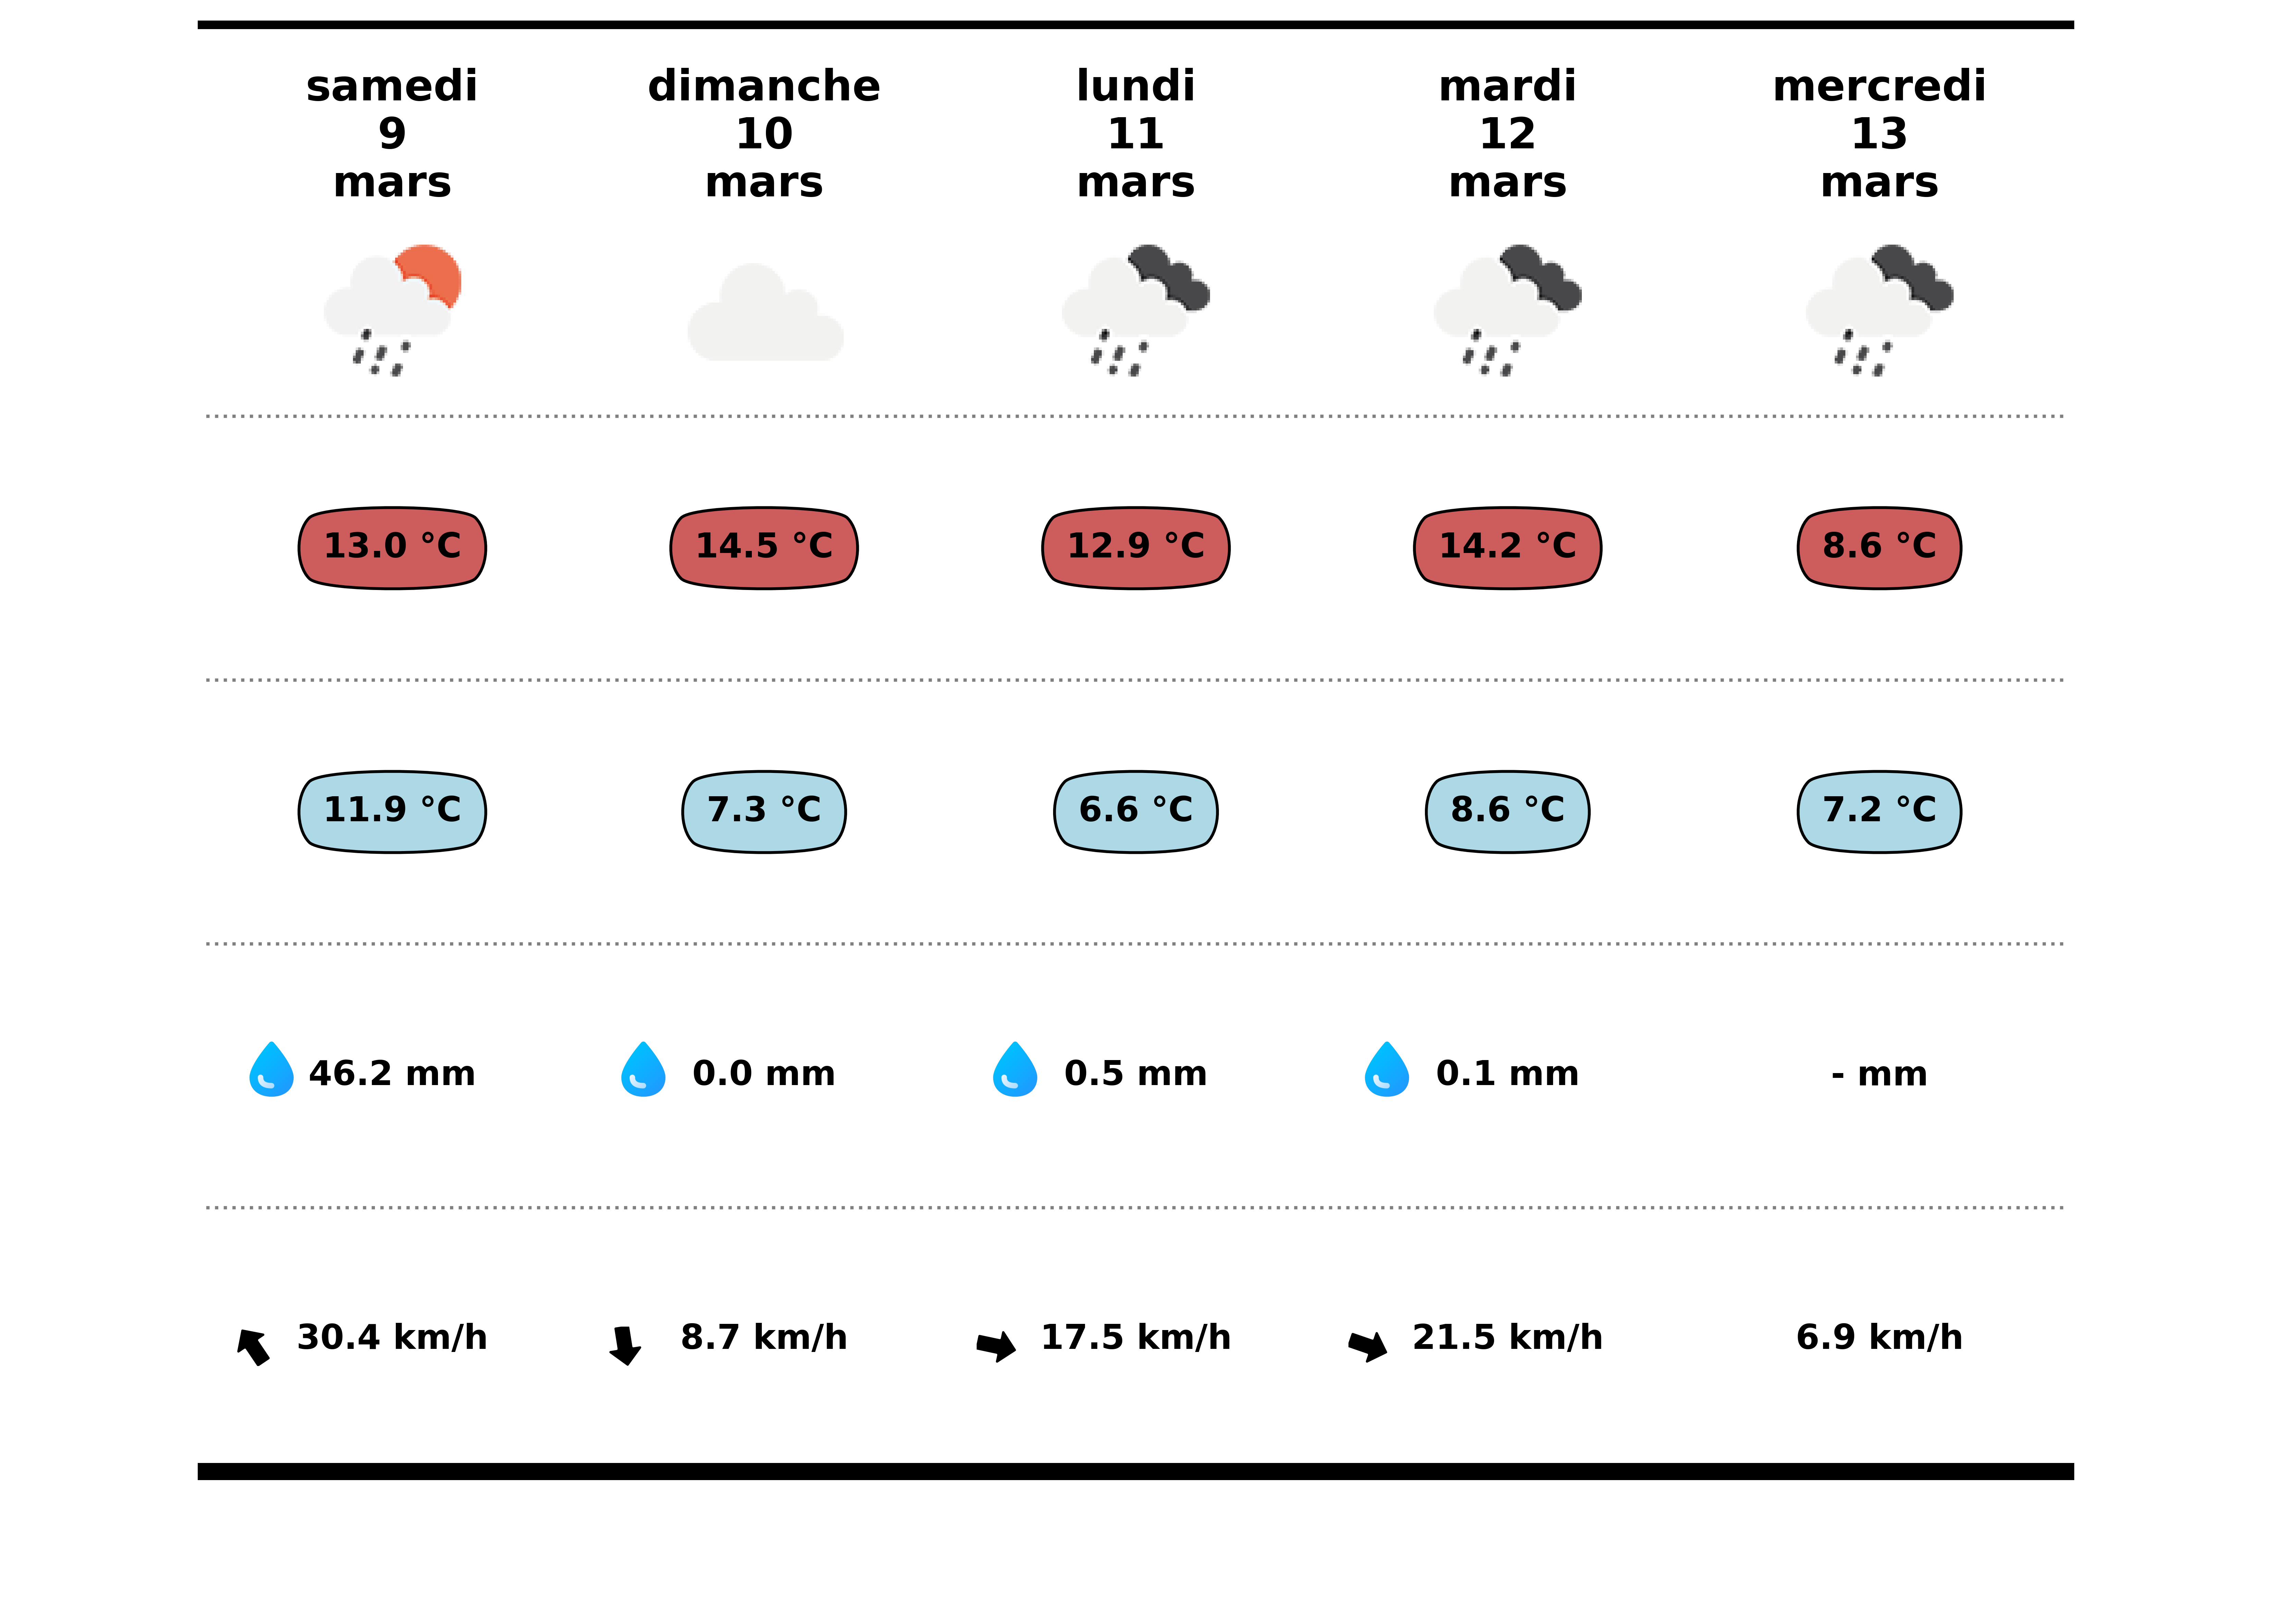 samedi
9
mars
dimanche
10
mars
lundi
11
mars
mardi
12
mars
mercredi
13
mars
13.0 °C
14.5 °C
12.9 °C
14.2 °C
8.6 °C
11.9 °C
7.3 °C
6.6 °C
8.6 °C
7.2 °C
46.2 mm
0.0 mm
0.5 mm
0.1 mm
- mm
30.4 km/h
8.7 km/h
17.5 km/h
21.5 km/h
6.9 km/h